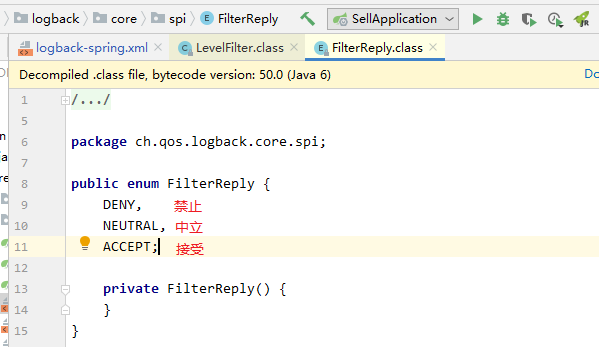 logback core spi FilterReply SellApplication
logback-spring.xml LevelFilter.class FilterReply.class
Decompiled .class file, bytecode version: 50.0 (Java 6) Do
1 /.../
5
6 package ch.qos.logback.core.spi;
7
8 public enum FilterReply {
9 DENY, 禁止
10 NEUTRAL, 中立
11 ACCEPT; 接受
12
13 private FilterReply() {
14 }
15 }